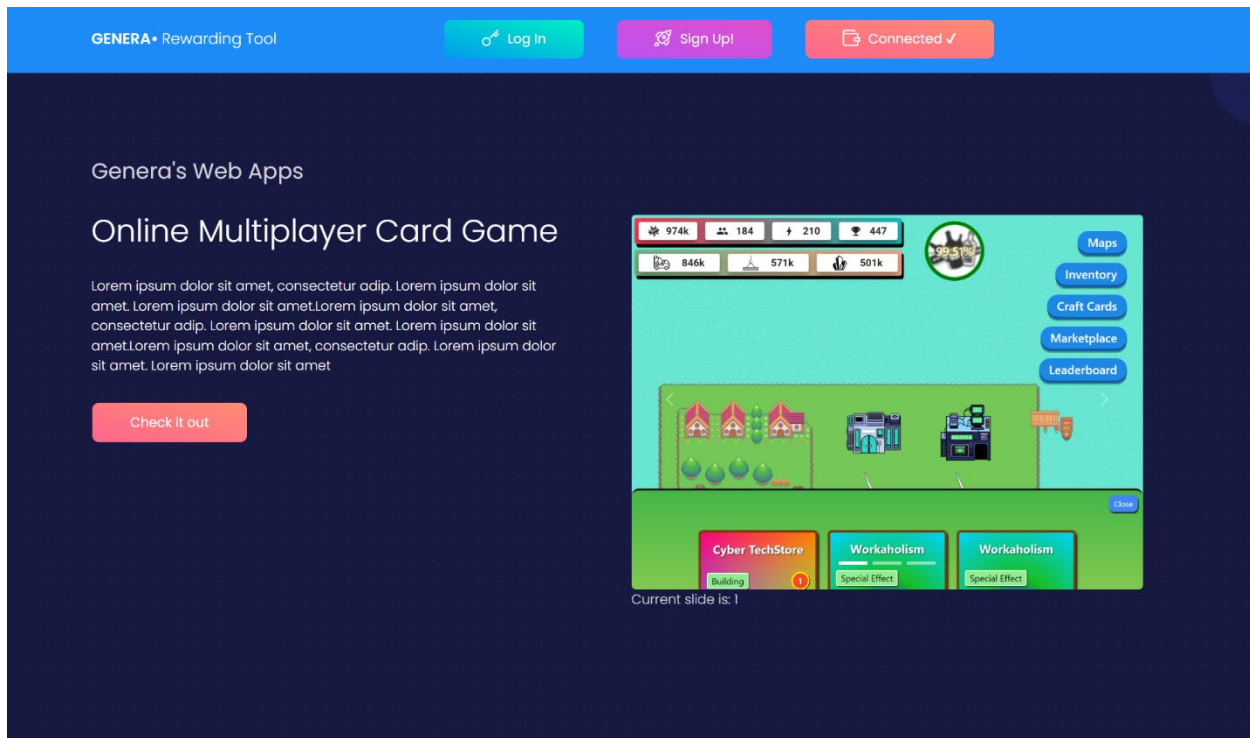 GENERA• Rewarding Tool
Log In
Sign Up!
Connected ✓
Genera's Web Apps
Online Multiplayer Card Game
Lorem ipsum dolor sit amet, consectetur adip. Lorem ipsum dolor sit
amet. Lorem ipsum dolor sit amet.Lorem ipsum dolor sit amet,
consectetur adip. Lorem ipsum dolor sit amet. Lorem ipsum dolor sit
amet.Lorem ipsum dolor sit amet, consectetur adip. Lorem ipsum dolor
sit amet. Lorem ipsum dolor sit amet
Check it out
974k 184 210 447
846k 571k 501k
99,51%
Maps
Inventory
Craft Cards
Marketplace
Leaderboard
Close
Cyber TechStore
Building
1
Workaholism
Special Effect
Workaholism
Special Effect
Current slide is: 1